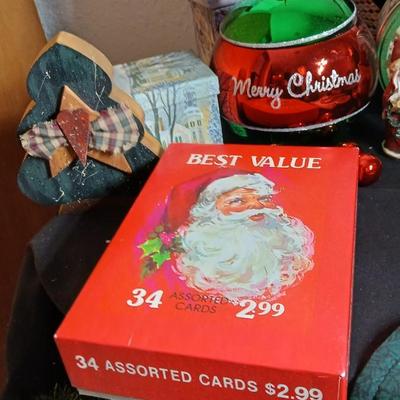 Merry Christmas
BEST VALUE
34 ASSORTED CARDS 2.99
34 ASSORTED CARDS $2.99